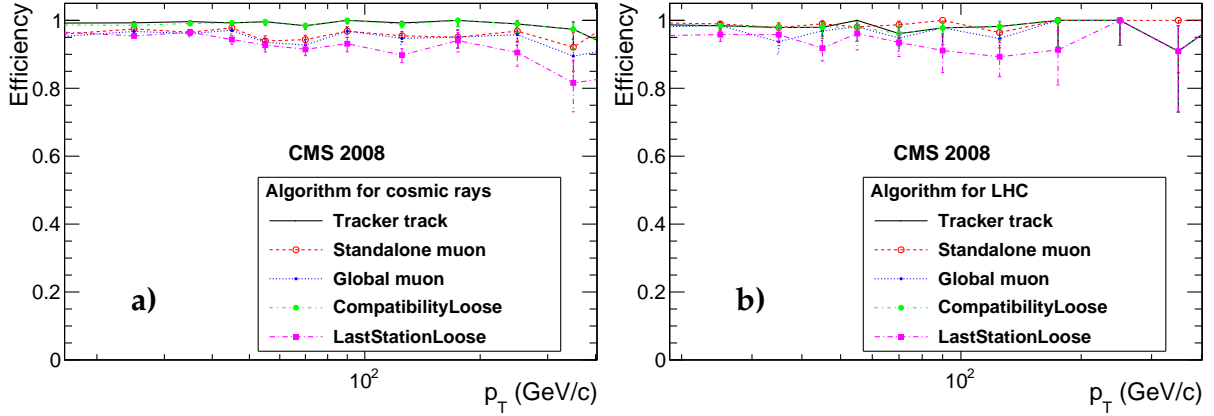 Efficiency
1
0.8
0.6
0.4
0.2
0
CMS 2008
Algorithm for cosmic rays
Tracker track
Standalone muon
Global muon
CompatibilityLoose
LastStationLoose
a)
10²
p_T (GeV/c)
Efficiency
1
0.8
0.6
0.4
0.2
0
CMS 2008
Algorithm for LHC
Tracker track
Standalone muon
Global muon
CompatibilityLoose
LastStationLoose
b)
10²
p_T (GeV/c)